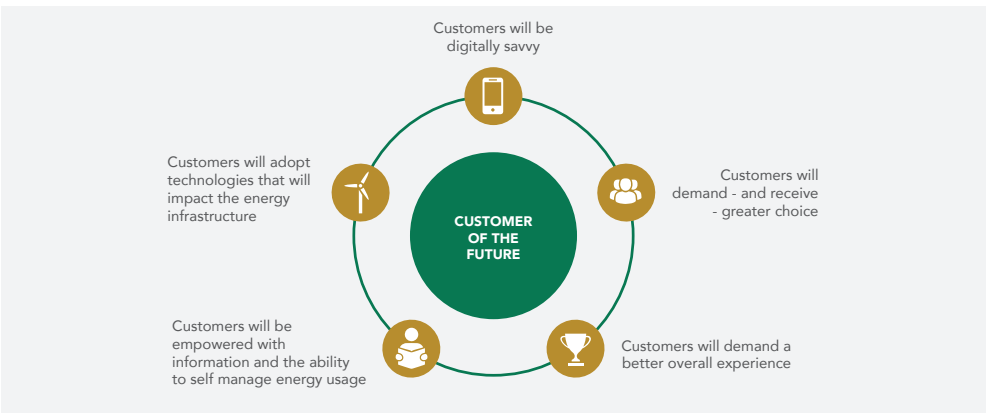 Customers will be
digitally savvy
Customers will adopt
technologies that will
impact the energy
infrastructure
Customers will
demand - and receive
- greater choice
CUSTOMER
OF THE
FUTURE
Customers will be
empowered with
information and the ability
to self manage energy usage
Customers will demand a
better overall experience